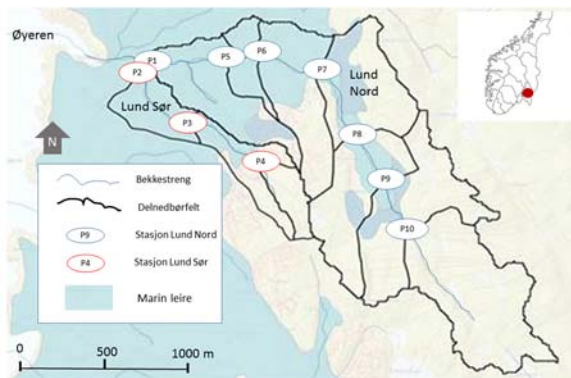 Øyeren
P1
P2
P5
P6
P7
Lund
Nord
Lund Sør
P3
P4
P8
P9
P10
N
Bekkestreng
Delnedbørfelt
P9
Stasjon Lund Nord
P4
Stasjon Lund Sør
Marin leire
0
500
1000 m